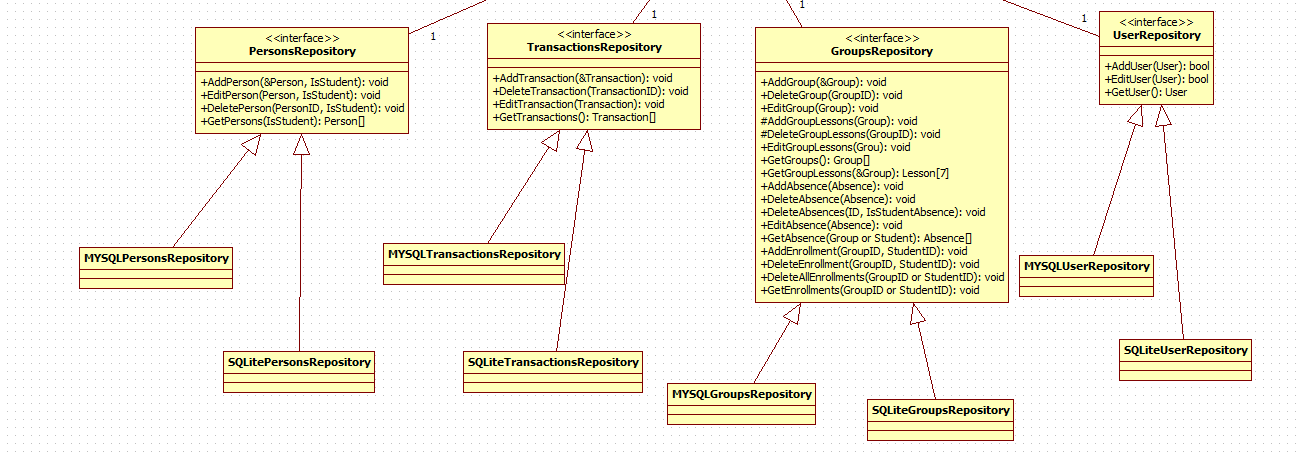 1
<<interface>>
PersonsRepository
+AddPerson(&Person, IsStudent): void
+EditPerson(Person, IsStudent): void
+DeletePerson(PersonID, IsStudent): void
+GetPersons(IsStudent): Person[]
1
<<interface>>
TransactionsRepository
+AddTransaction(&Transaction): void
+DeleteTransaction(TransactionID): void
+EditTransaction(Transaction): void
+GetTransactions(): Transaction[]
1
<<interface>>
GroupsRepository
+AddGroup(&Group): void
+DeleteGroup(GroupID): void
+EditGroup(Group): void
#AddGroupLessons(Group): void
#DeleteGroupLessons(GroupID): void
+EditGroupLessons(Grou): void
+GetGroups(): Group[]
+GetGroupLessons(&Group): Lesson[7]
+AddAbsence(Absence): void
+DeleteAbsence(Absence): void
+DeleteAbsences(ID, IsStudentAbsence): void
+EditAbsence(Absence): void
+GetAbsence(Group or Student): Absence[]
+AddEnrollment(GroupID, StudentID): void
+DeleteEnrollment(GroupID, StudentID): void
+DeleteAllEnrollments(GroupID or StudentID): void
+GetEnrollments(GroupID or StudentID): void
1
<<interface>>
UserRepository
+AddUser(User): bool
+EditUser(User): bool
+GetUser(): User
MYSQLPersonsRepository
MYSQLTransactionsRepository
MYSQLUserRepository
SQLitePersonsRepository
SQLiteTransactionsRepository
SQLiteUserRepository
MYSQLGroupsRepository
SQLiteGroupsRepository